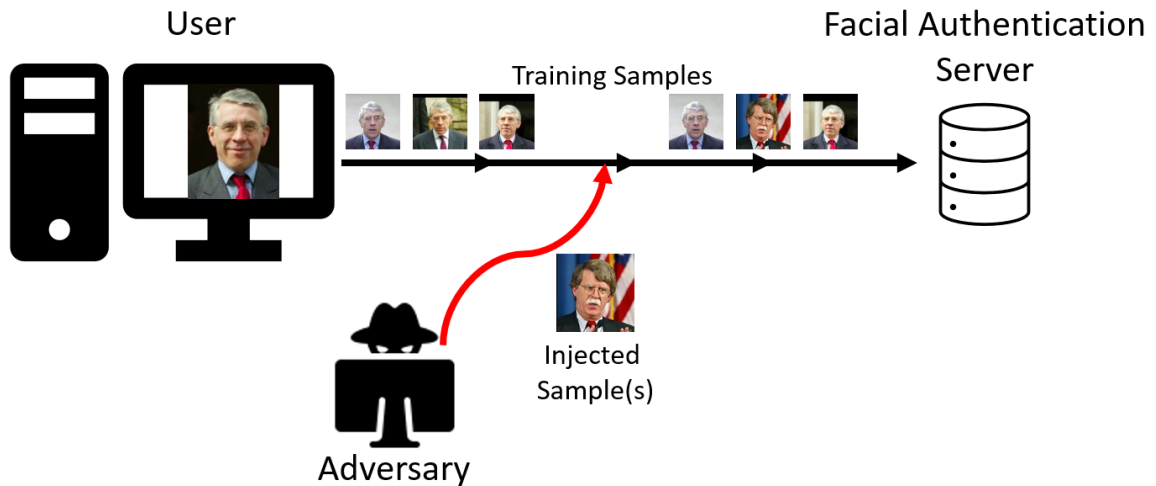 User
Facial Authentication
Server
Training Samples
Injected
Sample(s)
Adversary